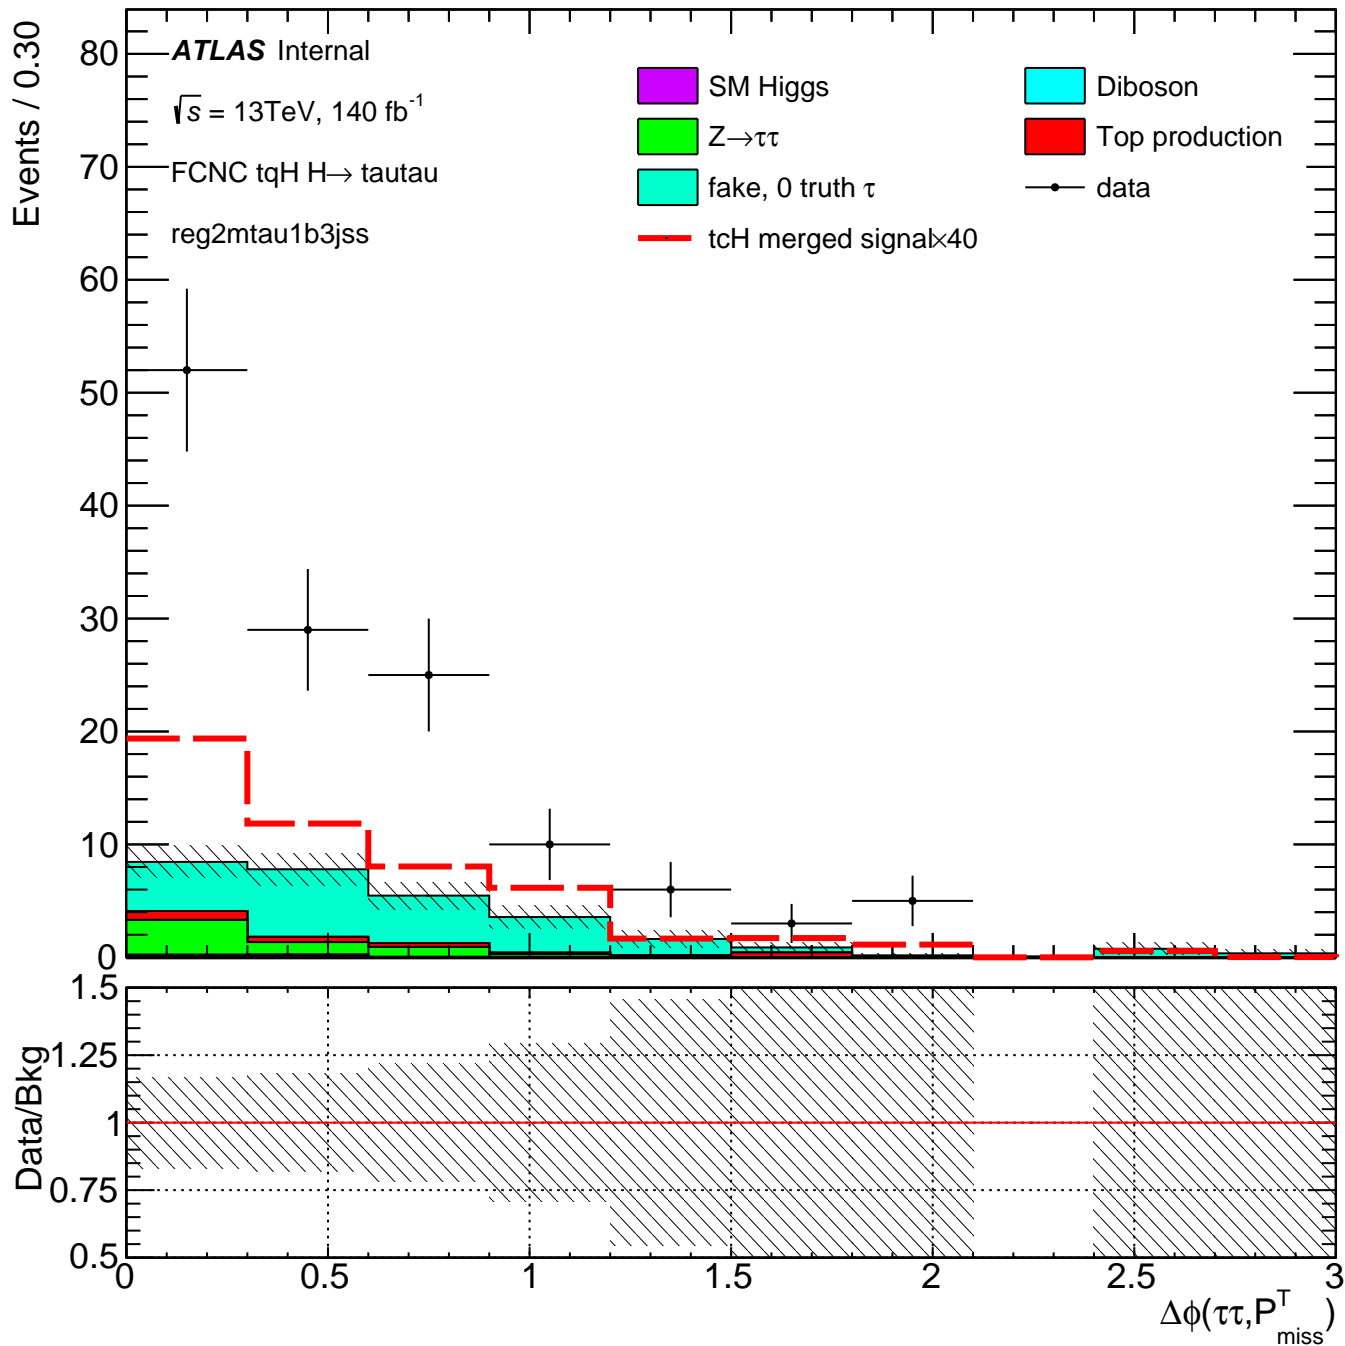 Events / 0.30
80
70
60
50
40
30
20
10
0
ATLAS Internal
√s = 13TeV, 140 fb⁻¹
FCNC tqH H→ tautau
reg2mtau1b3jss
SM Higgs
Z→ττ
fake, 0 truth τ
tcH merged signal×40
Diboson
Top production
data
Data/Bkg
1.5
1.25
1
0.75
0.5
0 0.5 1 1.5 2 2.5 3
Δϕ(ττ,P^T_miss)